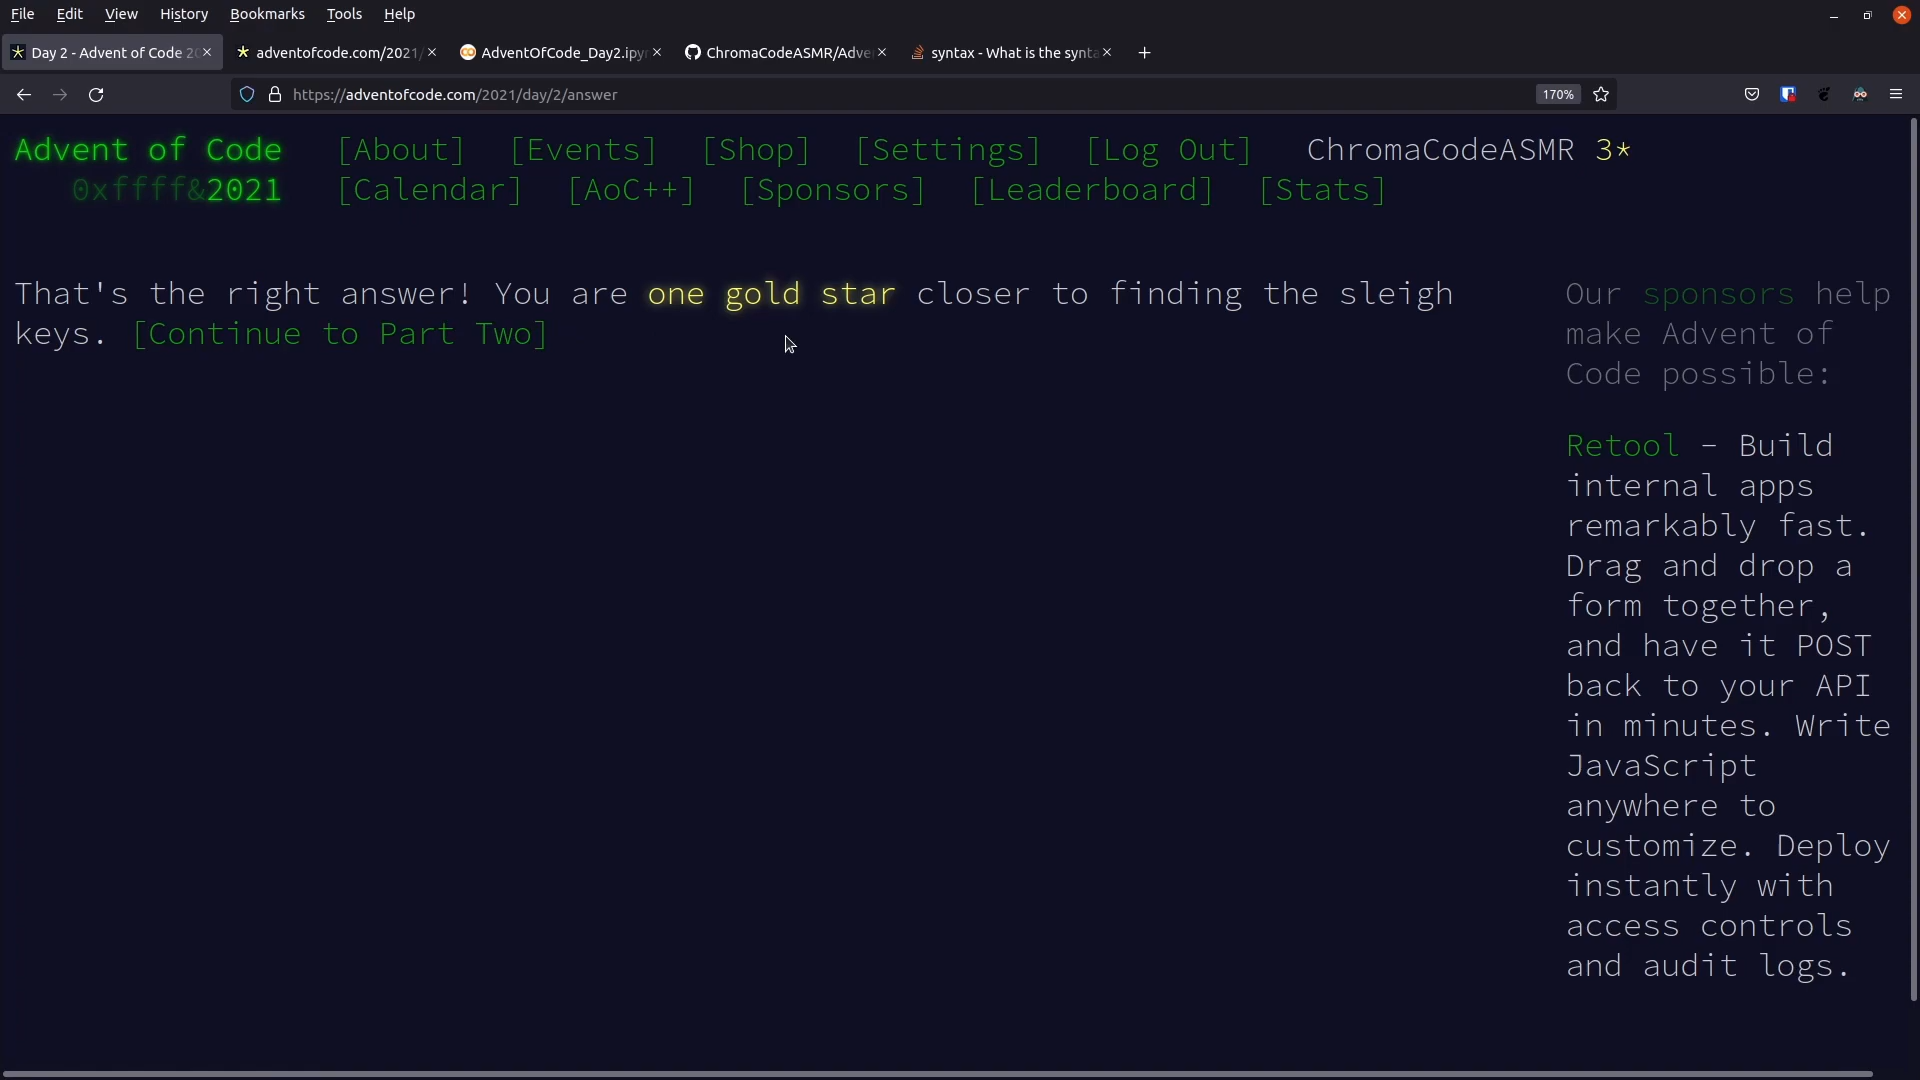 File Edit View History Bookmarks Tools Help
Day 2 - Advent of Code 20
adventofcode.com/2021/
AdventOfCode_Day2.ipy
ChromaCodeASMR/Adve
syntax - What is the synta
https://adventofcode.com/2021/day/2/answer
170%
Advent of Code [About] [Events] [Shop] [Settings] [Log Out] ChromaCodeASMR 3*
0xffff&2021 [Calendar] [AoC++] [Sponsors] [Leaderboard] [Stats]
That's the right answer! You are one gold star closer to finding the sleigh
keys. [Continue to Part Two]
Our sponsors help
make Advent of
Code possible:
Retool - Build
internal apps
remarkably fast.
Drag and drop a
form together,
and have it POST
back to your API
in minutes. Write
JavaScript
anywhere to
customize. Deploy
instantly with
access controls
and audit logs.